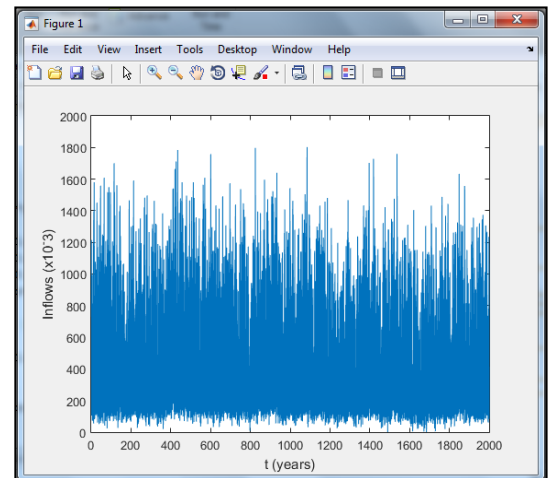 Figure 1
File Edit View Insert Tools Desktop Window Help
2000
1800
1600
1400
1200
1000
800
600
400
200
0
Inflows (x10^3)
0 200 400 600 800 1000 1200 1400 1600 1800 2000
t (years)